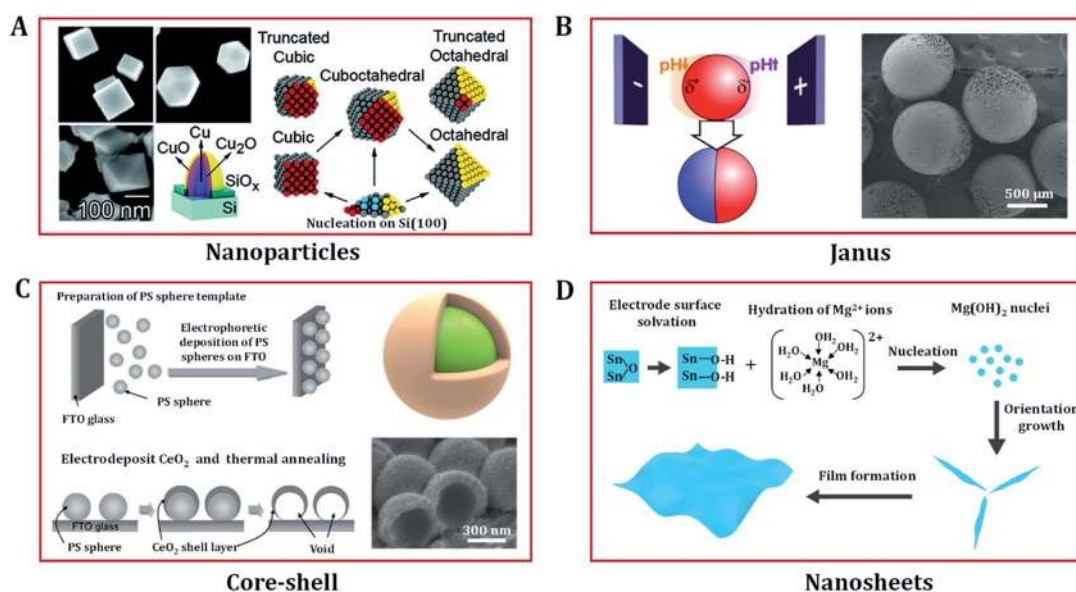 A
Truncated
Cubic
Truncated
Octahedral
Cuboctahedral
Cubic
Octahedral
Cu
CuO
Cu2O
SiOx
Si
100 nm
Nucleation on Si(100)
Nanoparticles
B
pH↓
pH↑
δ+
δ-
-
+
500 µm
Janus
C
Preparation of PS sphere template
Electrophoretic
deposition of PS
spheres on FTO
PS sphere
FTO glass
Electrodeposit CeO2 and thermal annealing
FTO glass
PS sphere
CeO2 shell layer
Void
300 nm
Core-shell
D
Electrode surface
solvation
Hydration of Mg2+ ions
Mg(OH)2 nuclei
Sn
O
Sn
Sn—O-H
Sn—O-H
+
OH2
H2O
OH2
Mg
H2O
OH2
H2O
2+
Nucleation
Orientation
growth
Film formation
Nanosheets